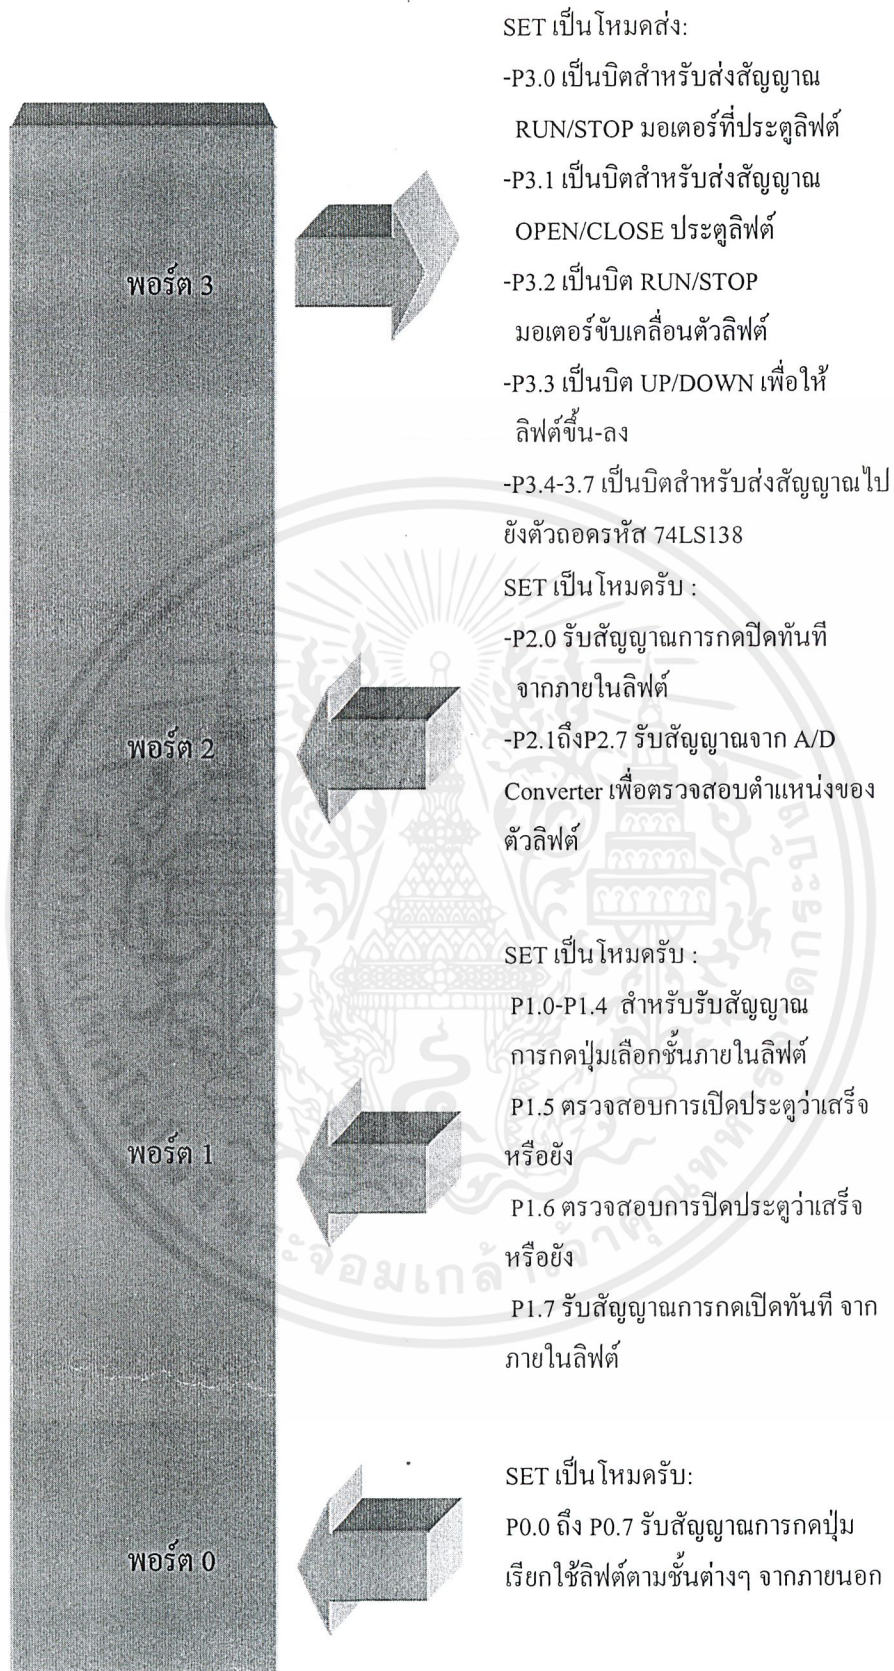 SET เป็นโหมดส่ง:
-P3.0 เป็นบิตสำหรับส่งสัญญาณ
RUN/STOP มอเตอร์ที่ประตูลิฟต์
-P3.1 เป็นบิตสำหรับส่งสัญญาณ
OPEN/CLOSE ประตูลิฟต์
พอร์ต 3
-P3.2 เป็นบิต RUN/STOP
มอเตอร์ขับเคลื่อนตัวลิฟต์
-P3.3 เป็นบิต UP/DOWN เพื่อให้
ลิฟต์ขึ้น-ลง
-P3.4-3.7 เป็นบิตสำหรับส่งสัญญาณไป
ยังตัวถอดรหัส 74LS138
SET เป็นโหมดรับ :
-P2.0 รับสัญญาณการกดปิดทันที
จากภายในลิฟต์
พอร์ต 2
-P2.1ถึงP2.7 รับสัญญาณจาก A/D
Converter เพื่อตรวจสอบตำแหน่งของ
ตัวลิฟต์
SET เป็นโหมดรับ :
P1.0-P1.4 สำหรับรับสัญญาณ
การกดปุ่มเลือกชั้นภายในลิฟต์
P1.5 ตรวจสอบการเปิดประตูว่าเสร็จ
หรือยัง
พอร์ต 1
P1.6 ตรวจสอบการปิดประตูว่าเสร็จ
หรือยัง
P1.7 รับสัญญาณการกดเปิดทันที จาก
ภายในลิฟต์
SET เป็นโหมดรับ:
P0.0 ถึง P0.7 รับสัญญาณการกดปุ่ม
เรียกใช้ลิฟต์ตามชั้นต่างๆ จากภายนอก
พอร์ต 0